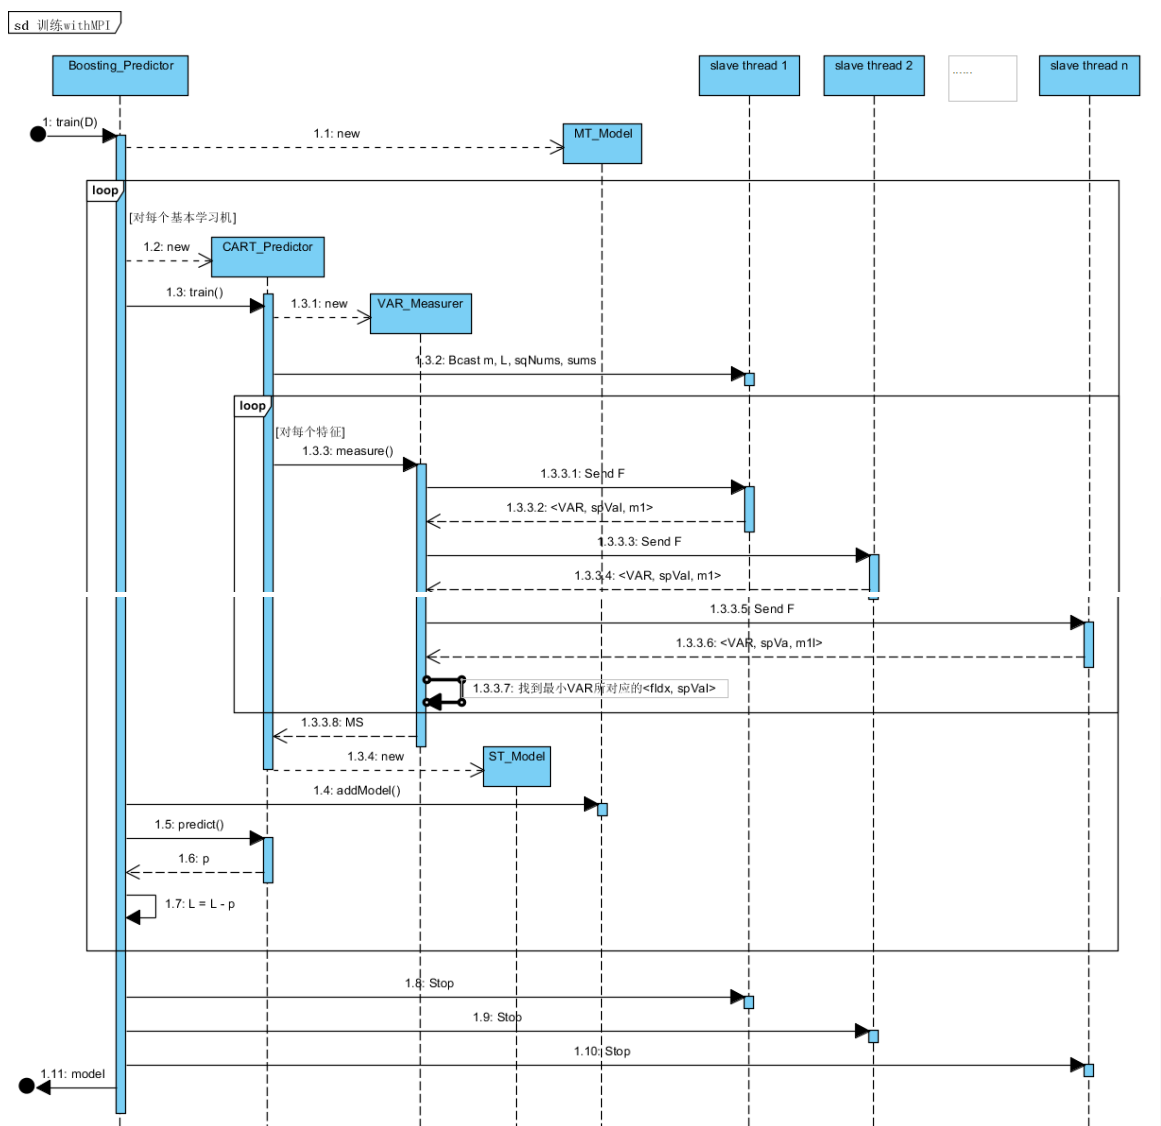 sd 训练withMPI
Boosting_Predictor
slave thread 1
slave thread 2
......
slave thread n
1: train(D)
1.1: new
MT_Model
loop
[对每个基本学习机]
1.2: new
CART_Predictor
1.3: train()
1.3.1: new
VAR_Measurer
1.3.2: Bcast m, L, sqNums, sums
loop
[对每个特征]
1.3.3: measure()
1.3.3.1: Send F
1.3.3.2: <VAR, spVal, m1>
1.3.3.3: Send F
1.3.3.4: <VAR, spVal, m1>
1.3.3.5: Send F
1.3.3.6: <VAR, spVa, m1l>
1.3.3.7: 找到最小VAR所对应的<fIdx, spVal>
1.3.3.8: MS
1.3.4: new
ST_Model
1.4: addModel()
1.5: predict()
1.6: p
1.7: L = L - p
1.8: Stop
1.9: Stop
1.10: Stop
1.11: model